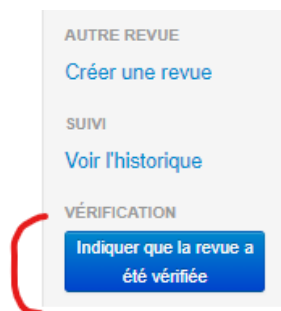 AUTRE REVUE
Créer une revue
SUIVI
Voir l'historique
VÉRIFICATION
Indiquer que la revue a
été vérifiée